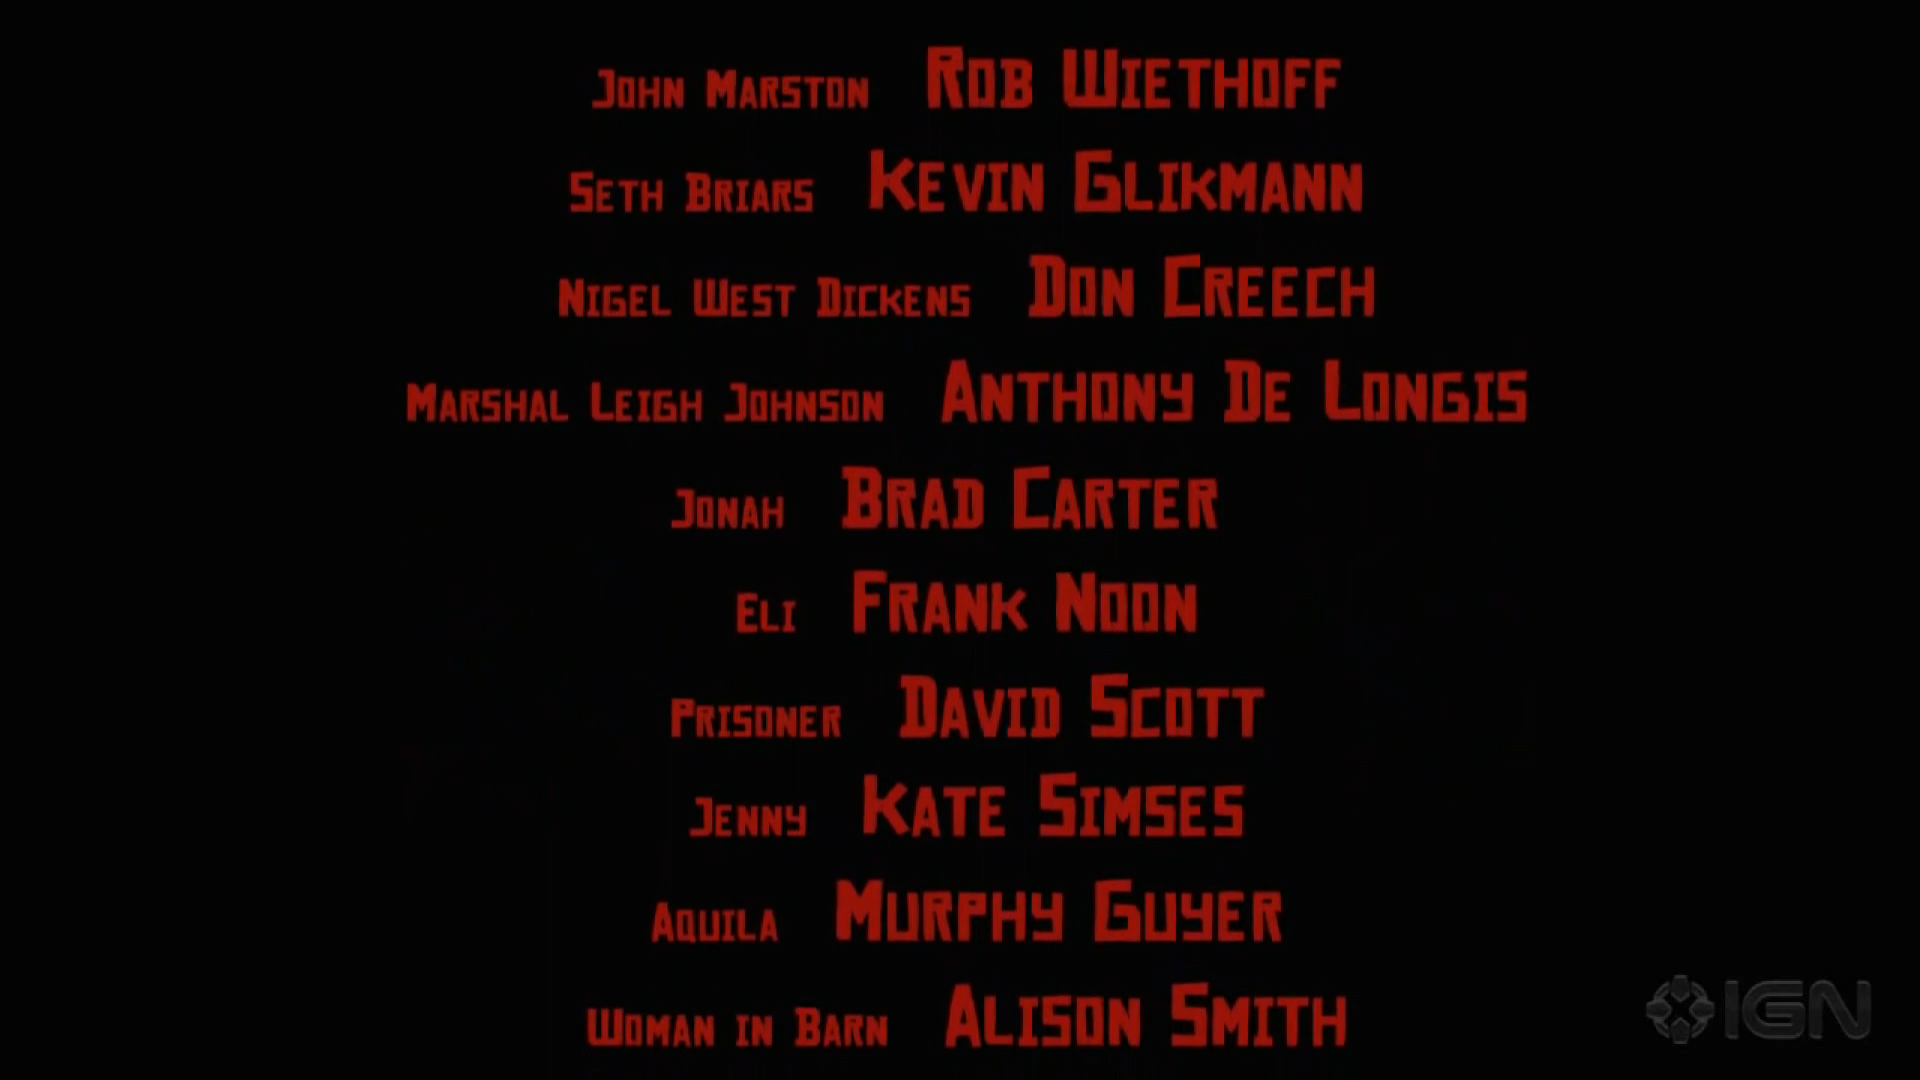 John Marston Rob Wiethoff
Seth Briars Kevin Glikmann
Nigel West Dickens Don Creech
Marshal Leigh Johnson Anthony De Longis
Jonah Brad Carter
Eli Frank Noon
Prisoner David Scott
Jenny Kate Simses
Aquila Murphy Guyer
Woman in Barn Alison Smith
IGN